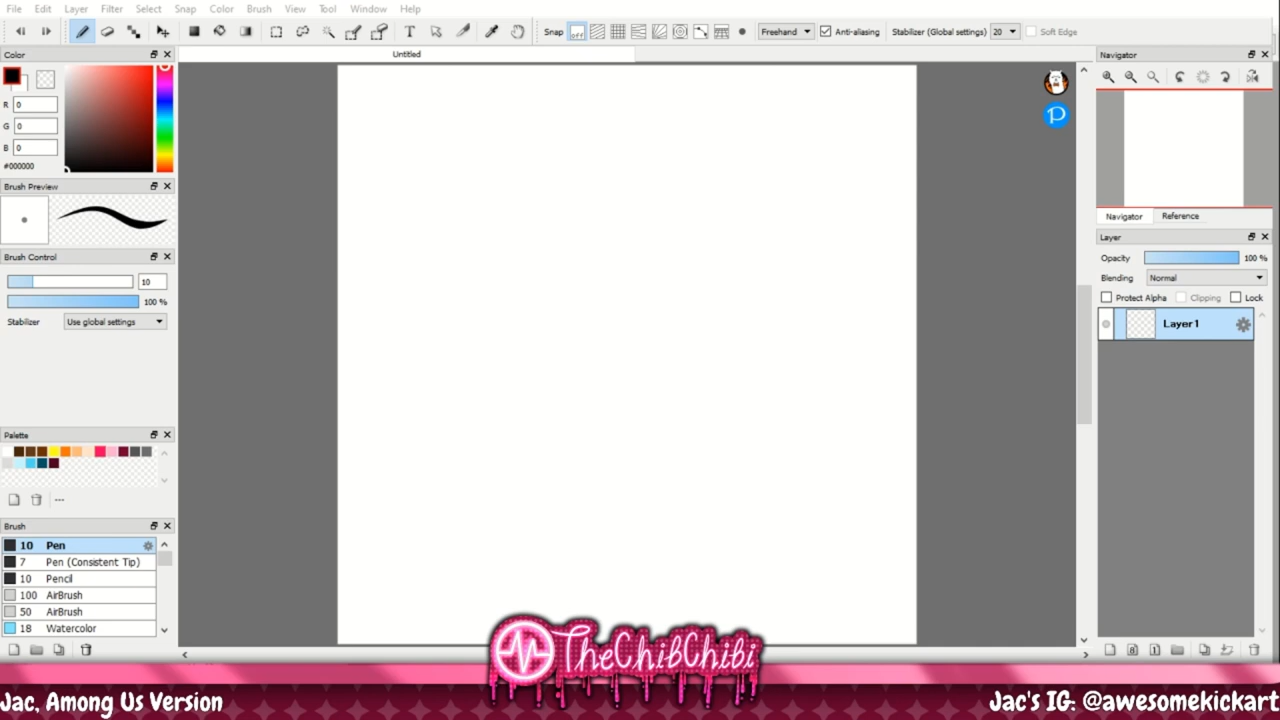 File Edit Layer Filter Select Snap Color Brush View Tool Window Help
T Snap off Freehand Anti-aliasing Stabilizer (Global settings) 20 Soft Edge
Color
Untitled
Navigator
R 0
G 0
B 0
#000000
Brush Preview
Navigator Reference
Layer
Brush Control
Opacity 100 %
10
Blending Normal
100 %
Protect Alpha Clipping Lock
Stabilizer Use global settings
Layer1
Palette
---
Brush
10 Pen
7 Pen (Consistent Tip)
10 Pencil
100 AirBrush
50 AirBrush
18 Watercolor
8 1
TheChibChibi
Jac, Among Us Version
Jac's IG: @awesomekickart